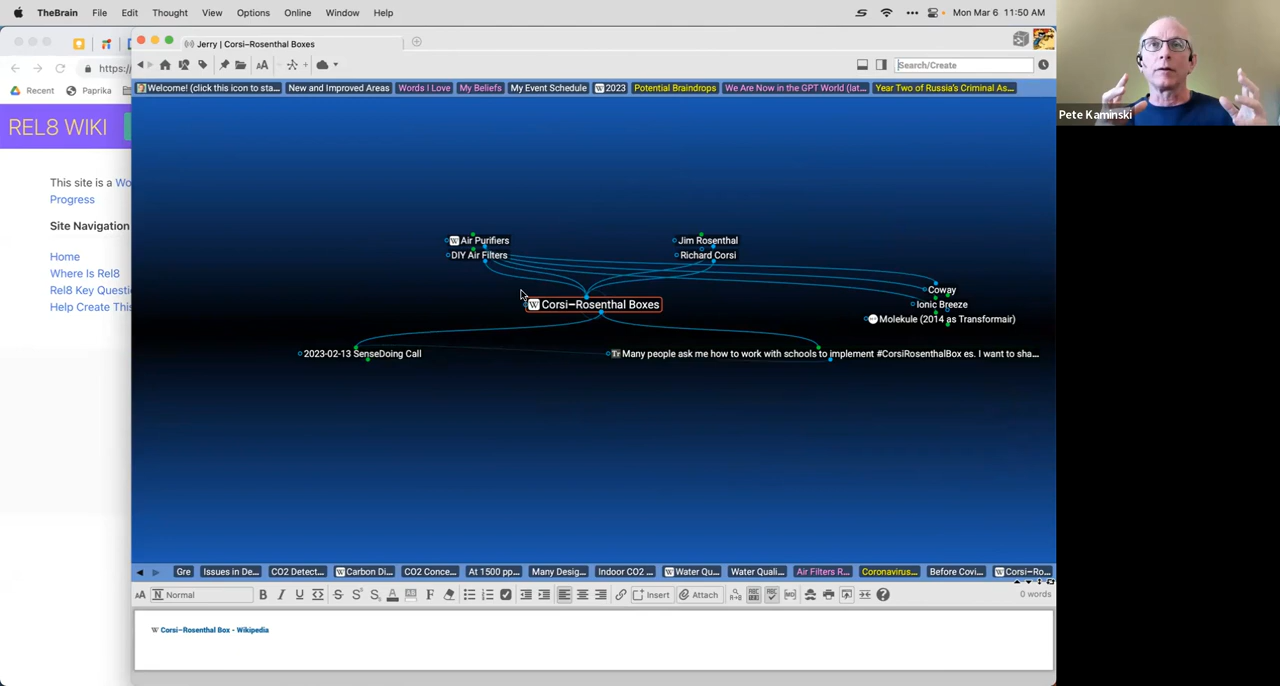 TheBrain File Edit Thought View Options Online Window Help Mon Mar 6 11:50 AM
Jerry | Corsi–Rosenthal Boxes
https:/
Search/Create
Recent Paprika
Welcome! (click this icon to sta... New and Improved Areas Words I Love My Beliefs My Event Schedule 2023 Potential Braindrops We Are Now in the GPT World (lat... Year Two of Russia's Criminal As...
Pete Kaminski
REL8 WIKI
This site is a Wo
Progress
Site Navigation
Home
Where Is Rel8
Rel8 Key Questi
Help Create This
Air Purifiers
DIY Air Filters
Jim Rosenthal
Richard Corsi
Coway
Ionic Breeze
Molekule (2014 as Transformair)
Corsi–Rosenthal Boxes
2023-02-13 SenseDoing Call
Many people ask me how to work with schools to implement #CorsiRosenthalBox es. I want to sha...
Gre Issues in De... CO2 Detect... Carbon Di... CO2 Conce... At 1500 pp... Many Desig... Indoor CO2 ... Water Qu... Water Quali... Air Filters R... Coronavirus... Before Covi... Corsi–Ro...
Normal B I U S F Insert Attach 0 words
Corsi–Rosenthal Box - Wikipedia